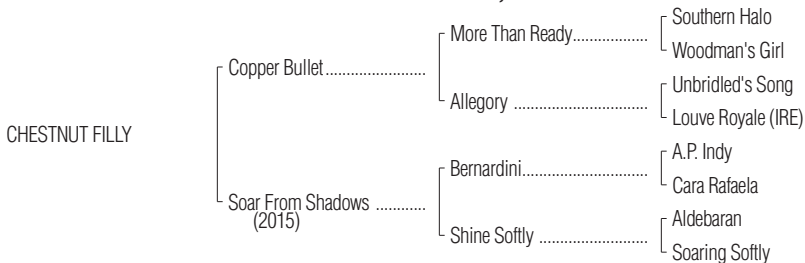 Southern Halo
More Than Ready.................
Woodman's Girl
Copper Bullet........................
Unbridled's Song
Allegory ..............................
Louve Royale (IRE)
CHESTNUT FILLY
A.P. Indy
Bernardini............................
Cara Rafaela
Soar From Shadows ............
(2015)
Aldebaran
Shine Softly ........................
Soaring Softly